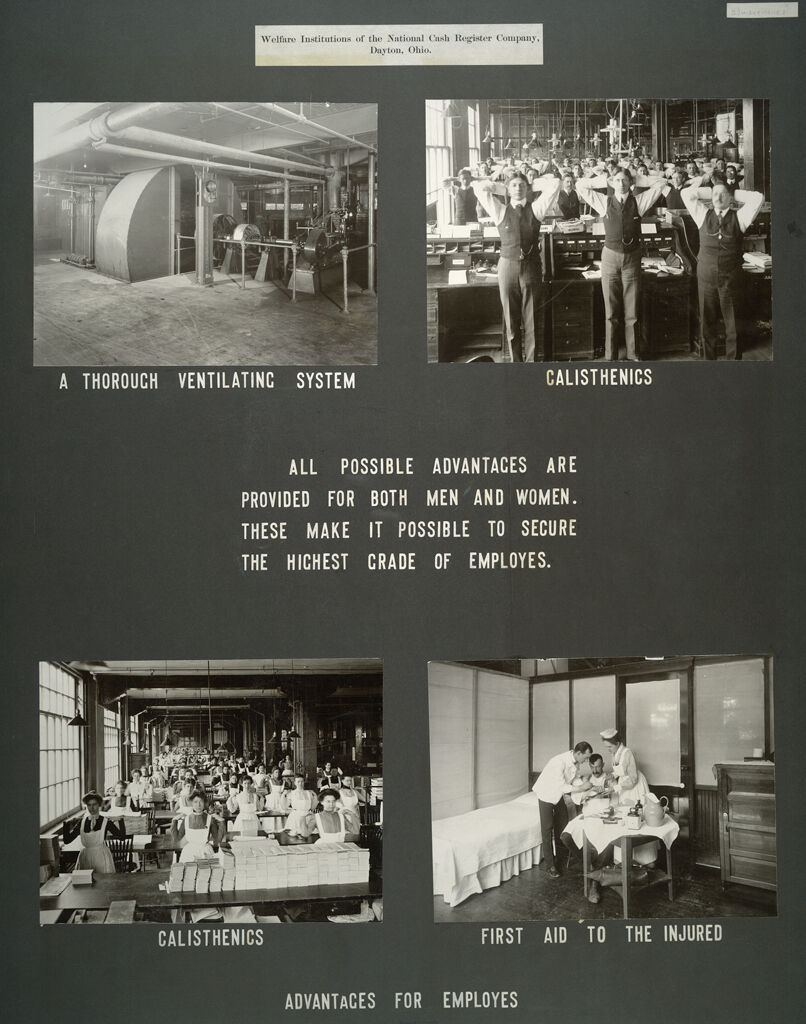 Welfare Institutions of the National Cash Register Company,
Dayton, Ohio.
A THOROUGH VENTILATING SYSTEM
CALISTHENICS
ALL POSSIBLE ADVANTAGES ARE
PROVIDED FOR BOTH MEN AND WOMEN.
THESE MAKE IT POSSIBLE TO SECURE
THE HIGHEST GRADE OF EMPLOYES.
CALISTHENICS
FIRST AID TO THE INJURED
ADVANTAGES FOR EMPLOYES